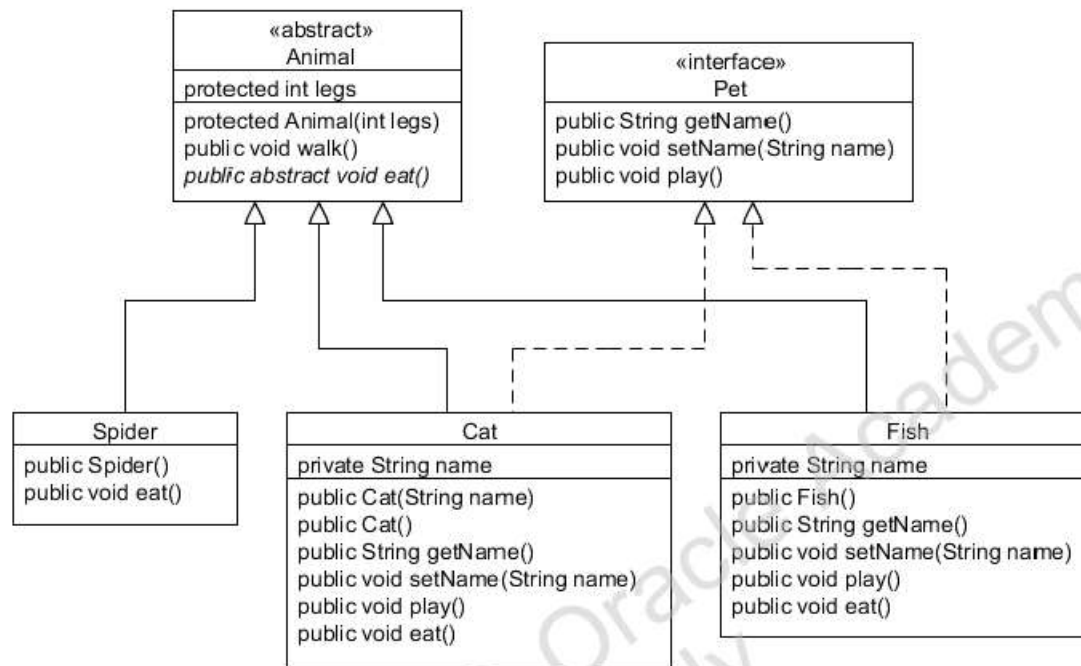 «abstract»
Animal
protected int legs
protected Animal(int legs)
public void walk()
public abstract void eat()
«interface»
Pet
public String getName()
public void setName(String name)
public void play()
Spider
public Spider()
public void eat()
Cat
private String name
public Cat(String name)
public Cat()
public String getName()
public void setName(String name)
public void play()
public void eat()
Fish
private String name
public Fish()
public String getName()
public void setName(String name)
public void play()
public void eat()
Oracle Academ